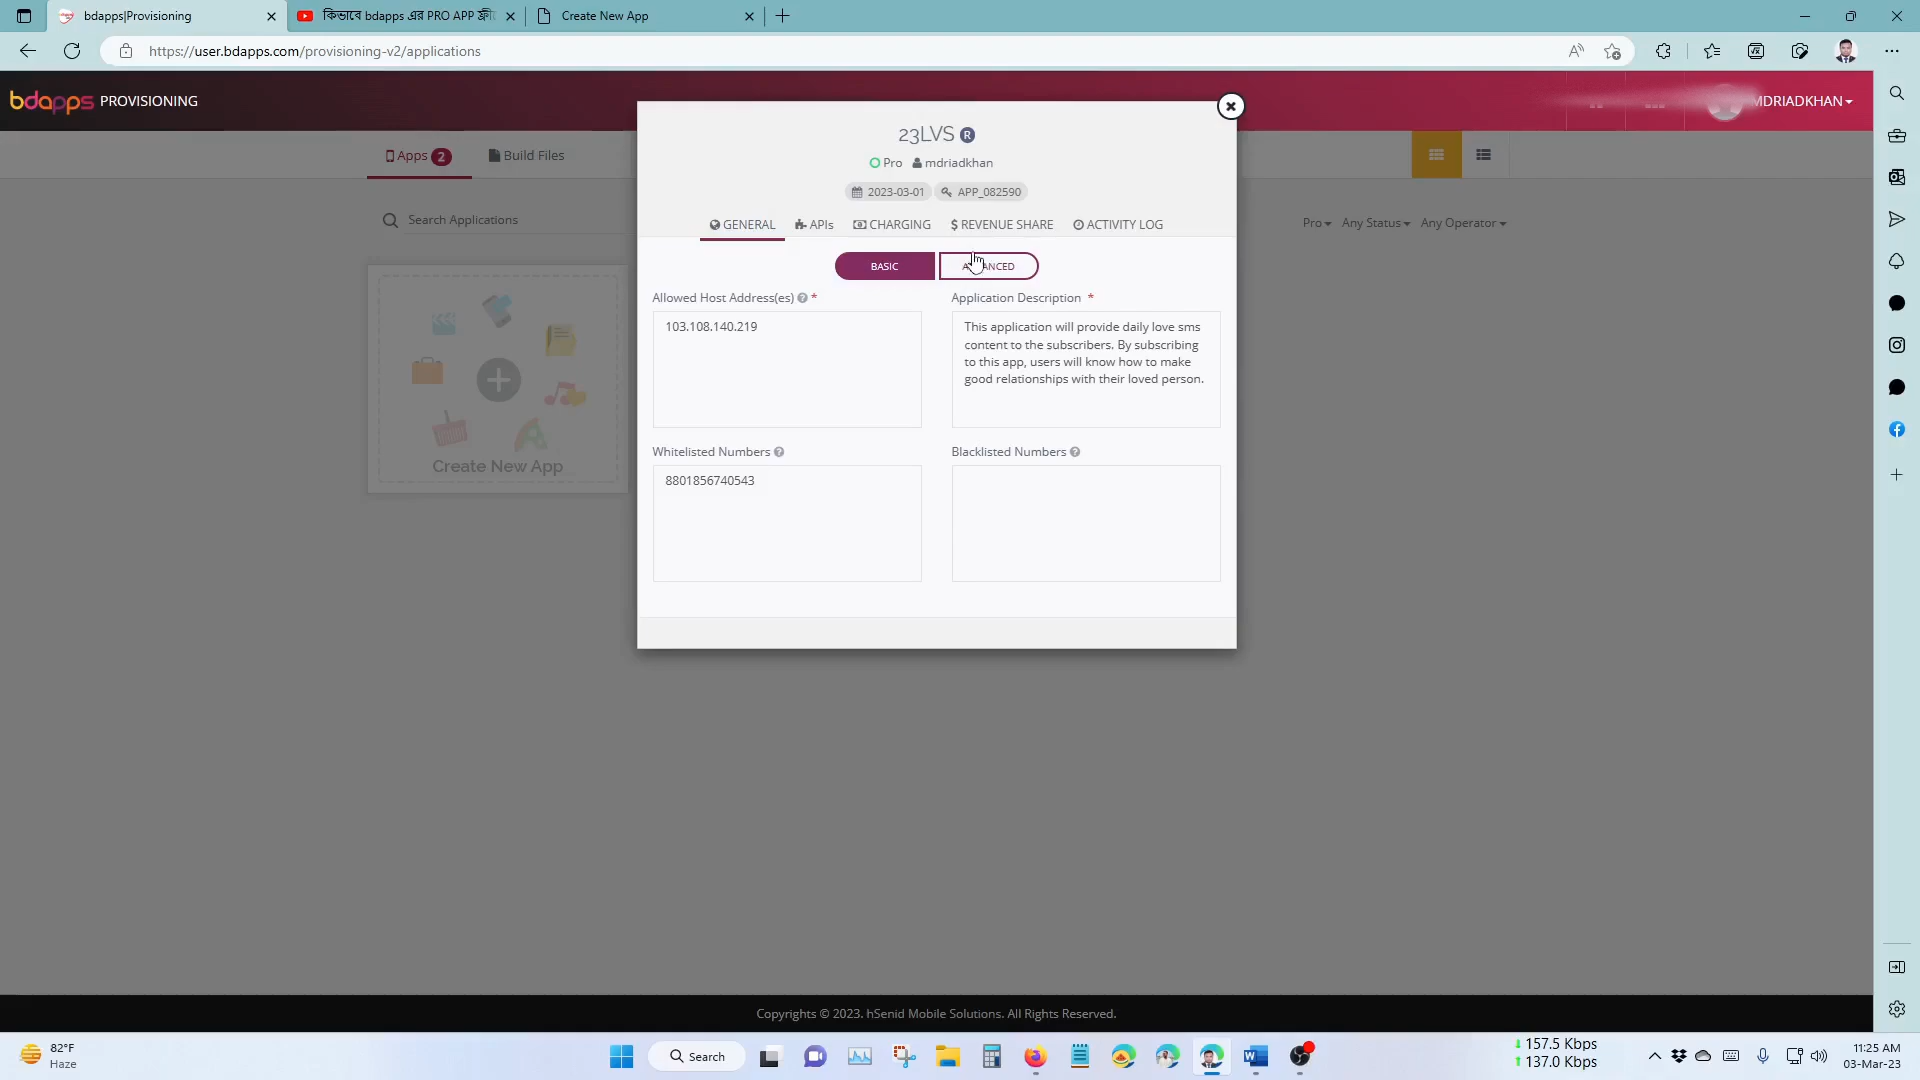 bdapps|Provisioning
কিভাবে bdapps এর PRO APP ফ্রী
Create New App
https://user.bdapps.com/provisioning-v2/applications
bdapps PROVISIONING
MDRIADKHAN
Apps 2
Build Files
Search Applications
Pro
Any Status
Any Operator
Create New App
23LVS R
Pro
mdriadkhan
2023-03-01
APP_082590
GENERAL
APIs
CHARGING
REVENUE SHARE
ACTIVITY LOG
BASIC
Allowed Host Address(es) *
103.108.140.219
Application Description *
This application will provide daily love sms
content to the subscribers. By subscribing
to this app, users will know how to make
good relationships with their loved person.
Whitelisted Numbers
8801856740543
Blacklisted Numbers
Copyrights © 2023. hSenid Mobile Solutions. All Rights Reserved.
82°F
Haze
Search
157.5 Kbps
137.0 Kbps
11:25 AM
03-Mar-23